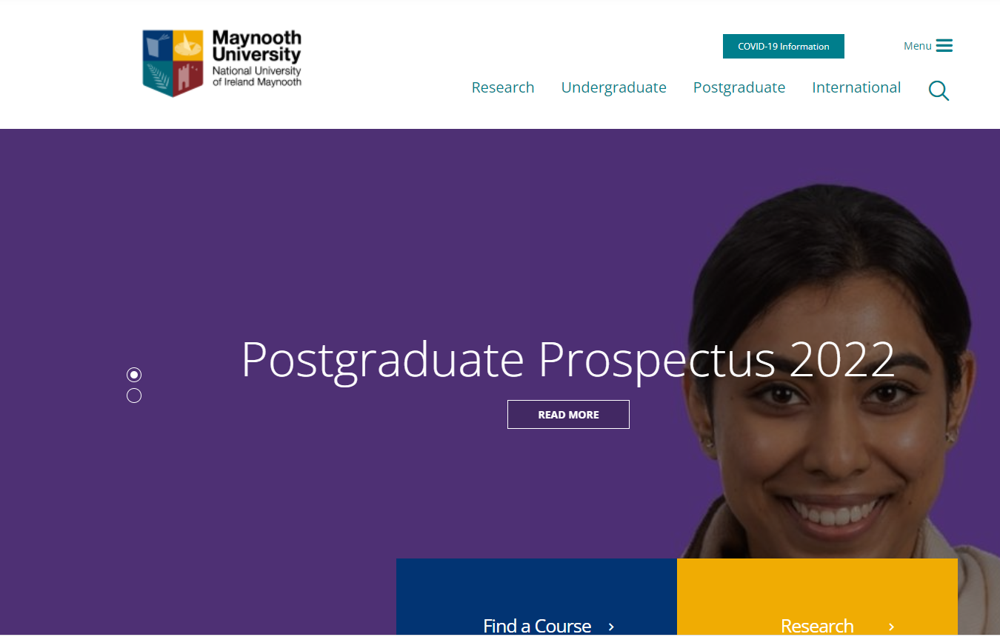 Maynooth
University
National University
of Ireland Maynooth
COVID-19 Information
Menu
Research
Undergraduate
Postgraduate
International
Postgraduate Prospectus 2022
READ MORE
Find a Course
Research